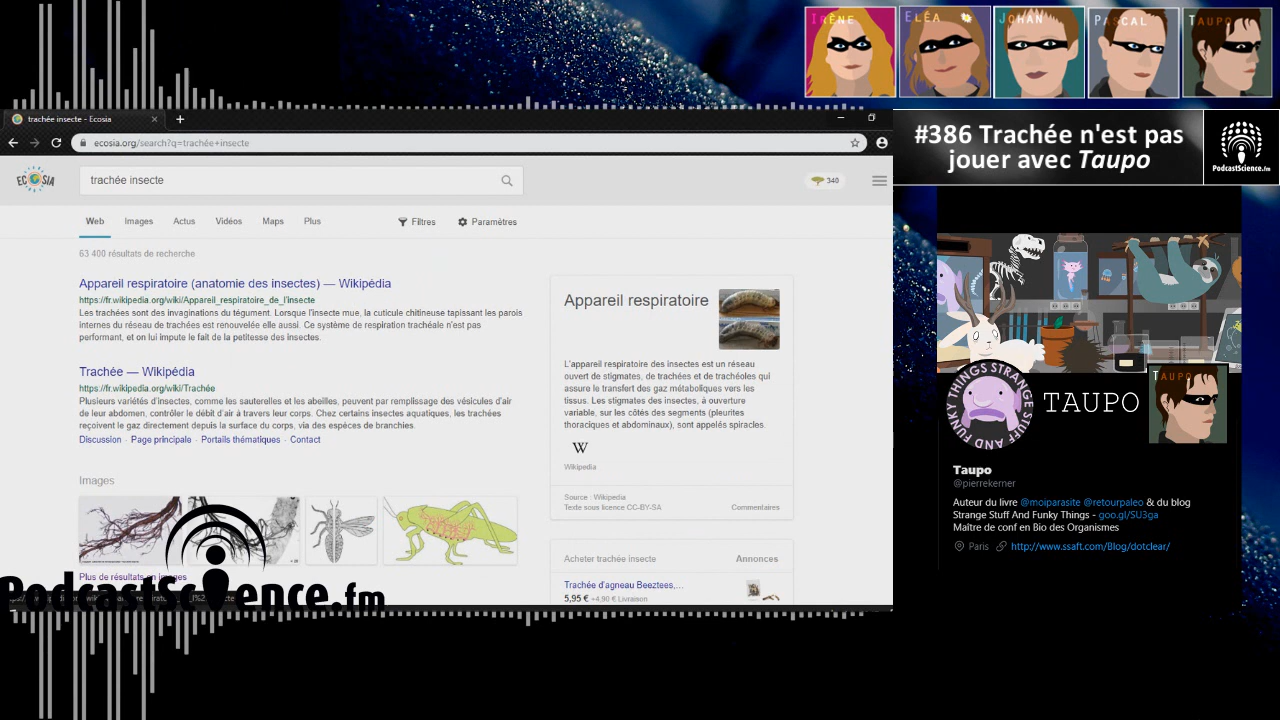 IRÈNE
ELÉA
JOHAN
PASCAL
TAUPO
trachée insecte - Ecosia
ecosia.org/search?q=trachée+insecte
#386 Trachée n'est pas
jouer avec Taupo
PodcastScience.fm
ECOSIA
trachée insecte
340
Web Images Actus Vidéos Maps Plus Filtres Paramètres
63 400 résultats de recherche
Appareil respiratoire (anatomie des insectes) — Wikipédia
https://fr.wikipedia.org/wiki/Appareil_respiratoire_de_l'insecte
Les trachées sont des invaginations du tégument. Lorsque l'insecte mue, la cuticule chitineuse tapissant les parois
internes du réseau de trachées est renouvelée elle aussi. Ce système de respiration trachéale n'est pas
performant, et on lui impute le fait de la petitesse des insectes.
Trachée — Wikipédia
https://fr.wikipedia.org/wiki/Trachée
Plusieurs variétés d'insectes, comme les sauterelles et les abeilles, peuvent par remplissage des vésicules d'air
de leur abdomen, contrôler le débit d'air à travers leur corps. Chez certains insectes aquatiques, les trachées
reçoivent le gaz directement depuis la surface du corps, via des espèces de branchies.
Discussion · Page principale · Portails thématiques · Contact
Images
Plus de résultats en images
PodcastScience.fm
Appareil respiratoire
L'appareil respiratoire des insectes est un réseau
ouvert de stigmates, de trachées et de trachéoles qui
assure le transfert des gaz métaboliques vers les
tissus. Les stigmates des insectes, à ouverture
variable, sur les côtés des segments (pleurites
thoraciques et abdominaux), sont appelés spiracles.
W
Wikipedia
Source : Wikipedia
Texte sous licence CC-BY-SA
Commentaires
Acheter trachée insecte Annonces
Trachée d'agneau Beeztees,...
5,95 € +4,90 € Livraison
STRANGE STUFF AND FUNKY THINGS
TAUPO
TAUPO
Taupo
@pierrekerner
Auteur du livre @moiparasite @retourpaleo & du blog
Strange Stuff And Funky Things - goo.gl/SU3ga
Maître de conf en Bio des Organismes
Paris http://www.ssaft.com/Blog/dotclear/